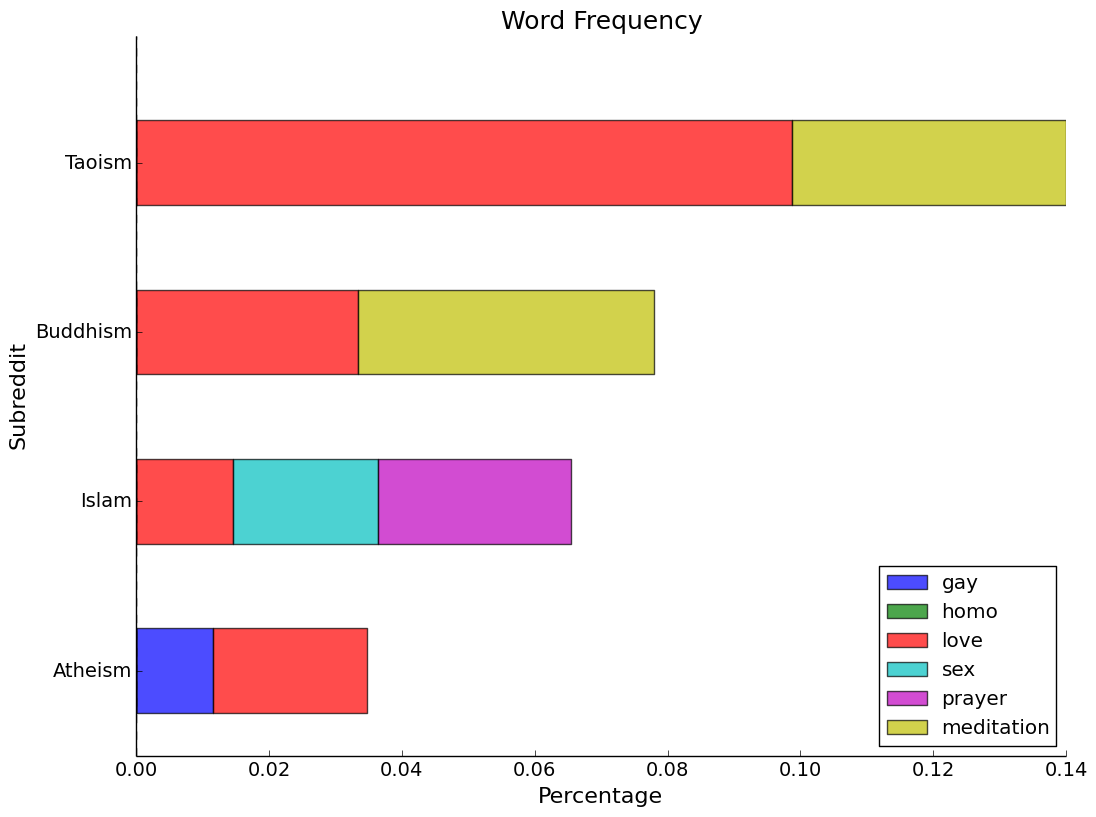 Word Frequency
Taoism
Buddhism
Islam
Atheism
Subreddit
gay
homo
love
sex
prayer
meditation
0.00 0.02 0.04 0.06 0.08 0.10 0.12 0.14
Percentage